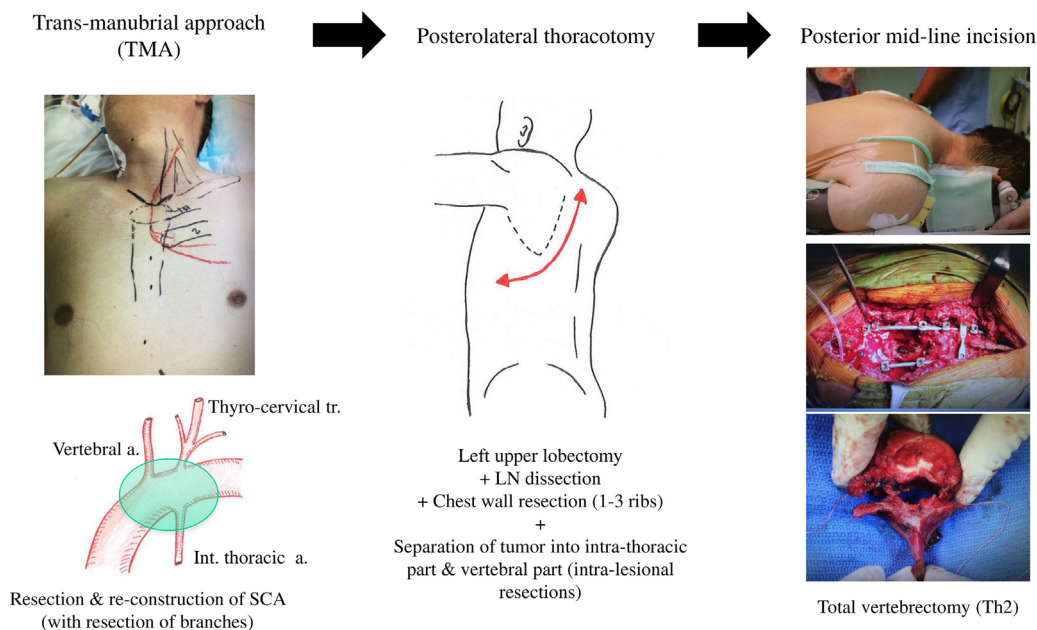 Trans-manubrial approach
(TMA)
Posterolateral thoracotomy
Posterior mid-line incision
Thyro-cervical tr.
Vertebral a.
Int. thoracic a.
Resection & re-construction of SCA
(with resection of branches)
Left upper lobectomy
+ LN dissection
+ Chest wall resection (1-3 ribs)
+
Separation of tumor into intra-thoracic
part & vertebral part (intra-lesional
resections)
Total vertebrectomy (Th2)